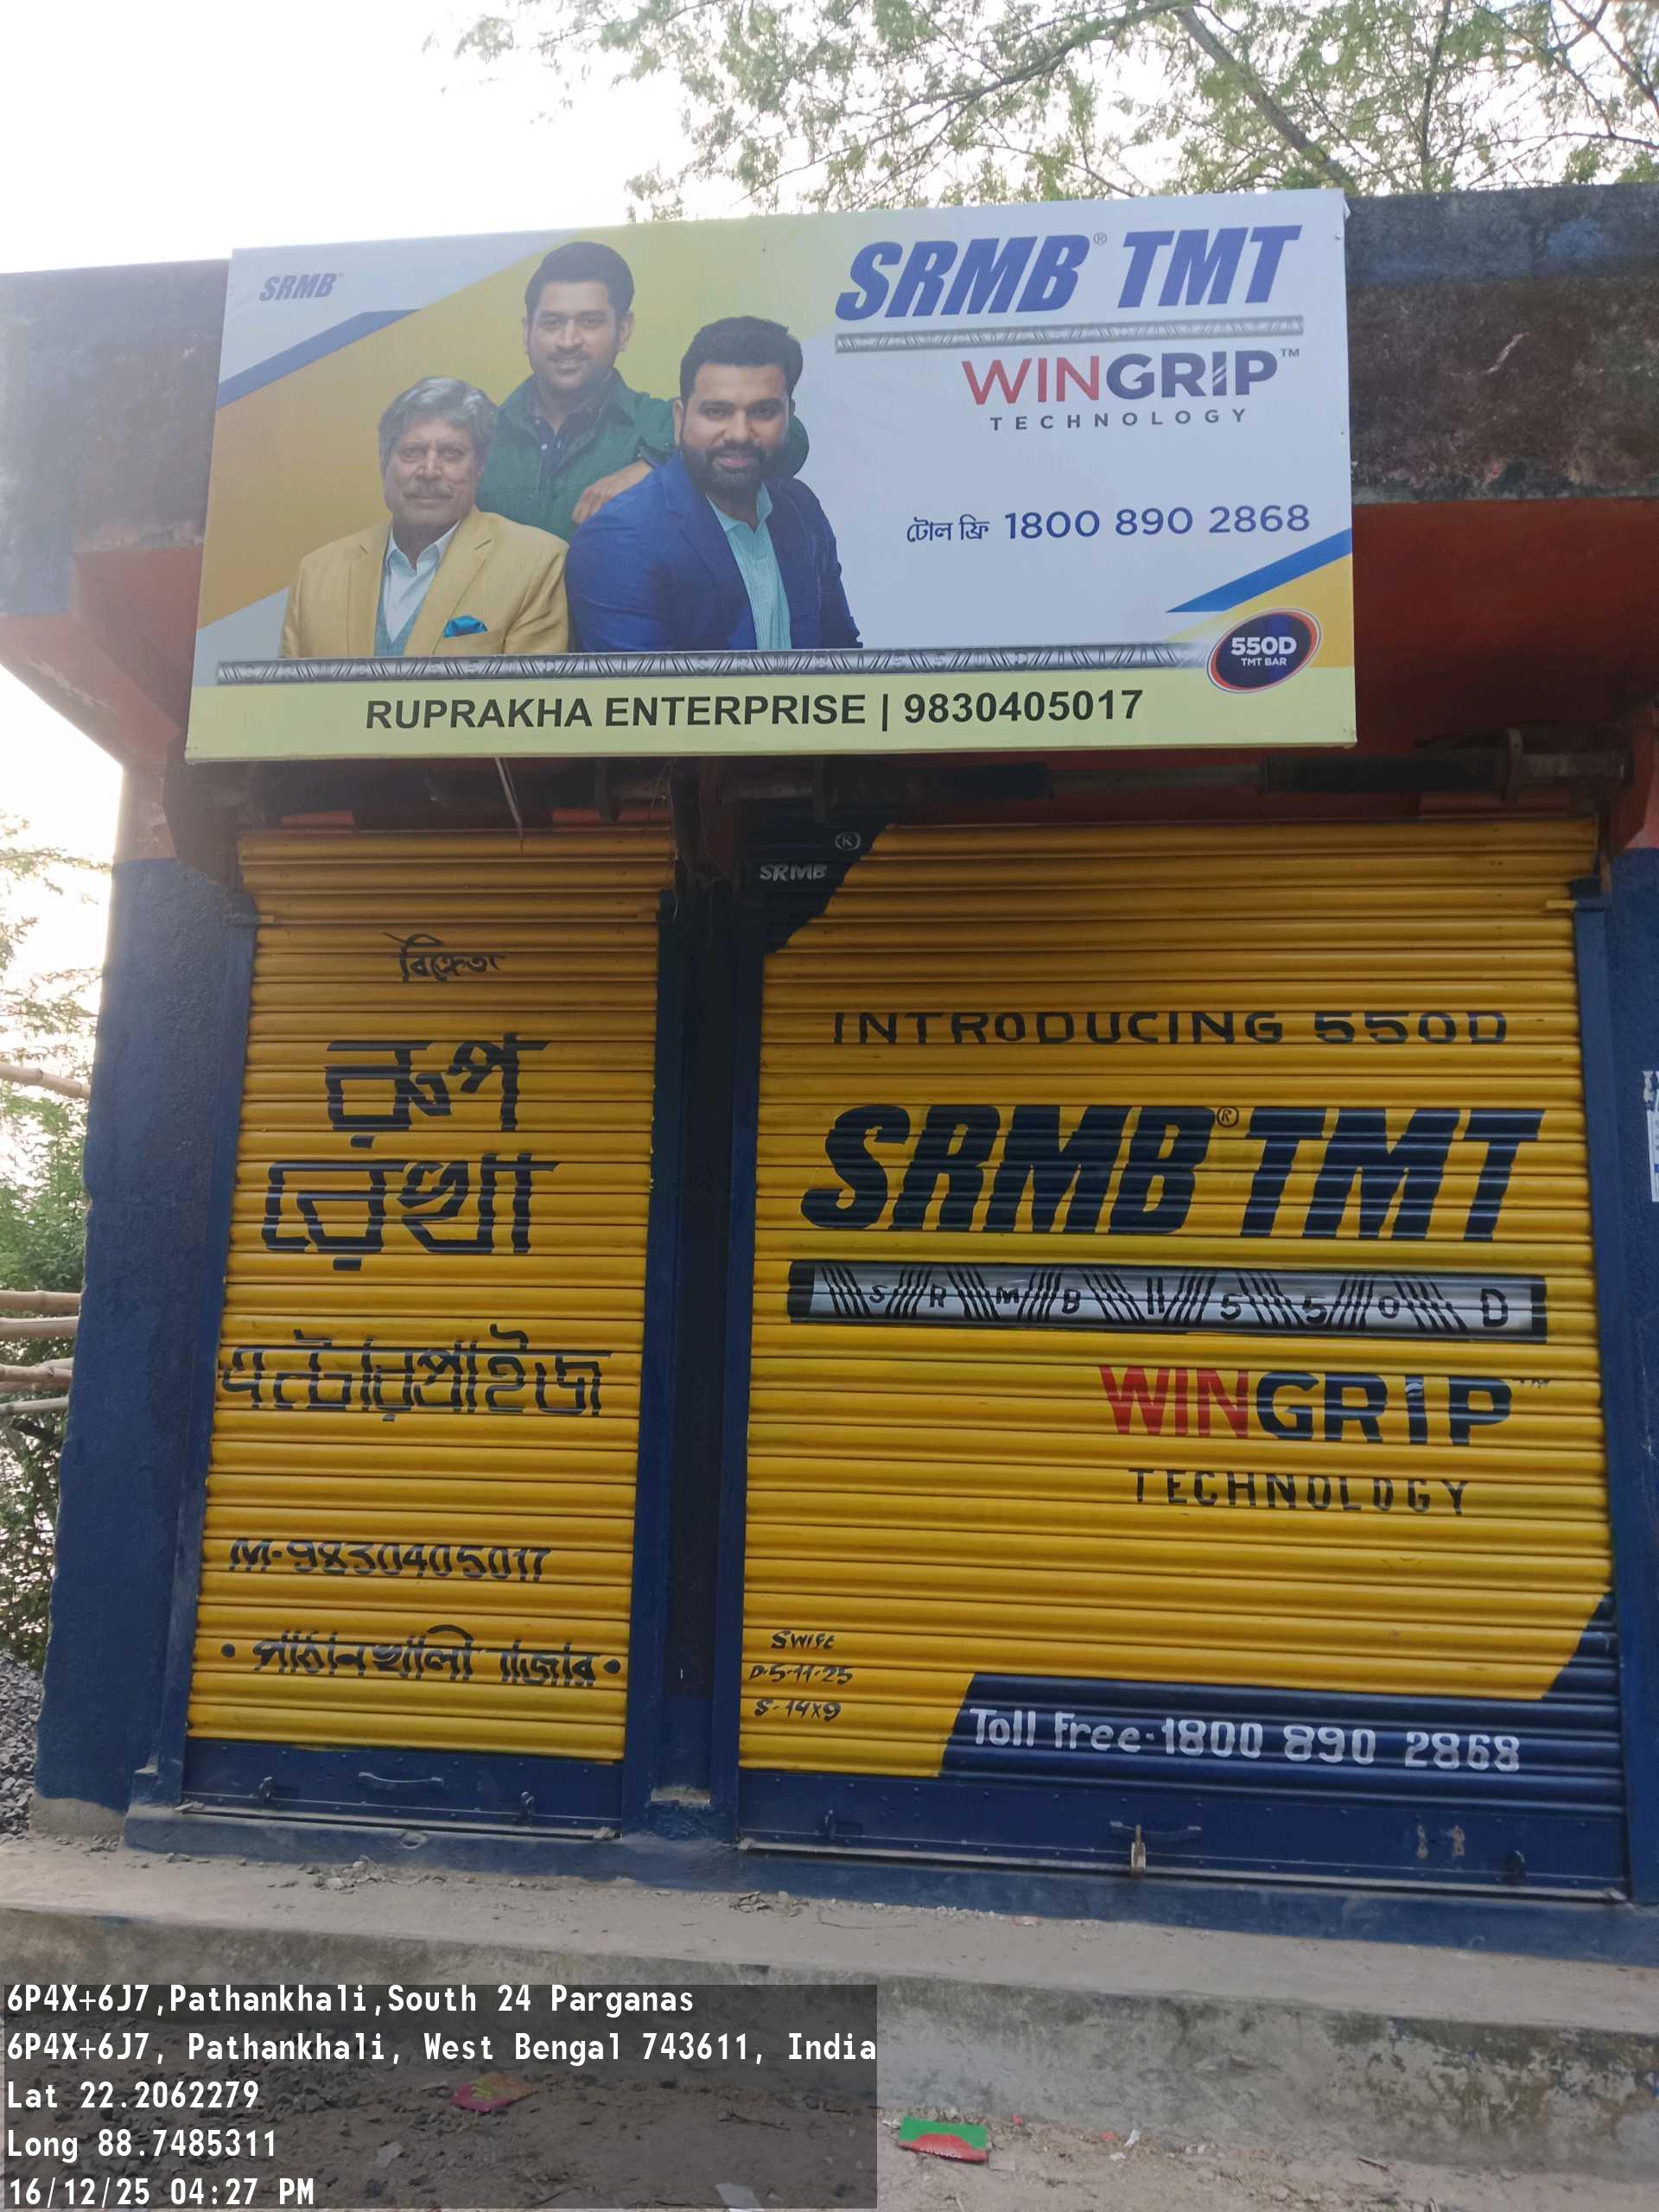 SRMB®
SRMB® TMT
WINGRIP™
TECHNOLOGY
টোল ফ্রি 1800 890 2868
550D
TMT BAR
RUPRAKHA ENTERPRISE | 9830405017
বিক্রেতা
রুপ
রেখা
এন্টারপ্রাইজ
M-9830405017
• পাঠানখালী বাজার •
®
SRMB
INTRODUCING 550D
SRMB® TMT
SRMB 550D
WINGRIP™
TECHNOLOGY
SWIFt
D-5-11-25
S-14x9
Toll Free-1800 890 2868
6P4X+6J7,Pathankhali,South 24 Parganas
6P4X+6J7, Pathankhali, West Bengal 743611, India
Lat 22.2062279
Long 88.7485311
16/12/25 04:27 PM